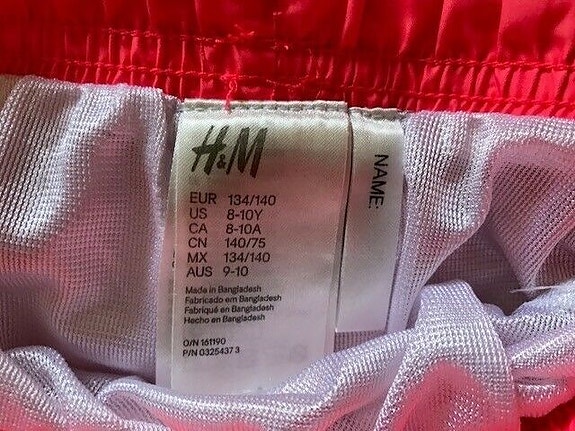 H&M
EUR 134/140
US 8-10Y
CA 8-10A
CN 140/75
MX 134/140
AUS 9-10
Made in Bangladesh
Fabricado em Bangladesh
Fabriqué en Bangladesh
Hecho en Bangladesh
O/N 161190
P/N 0325437 3
NAME: